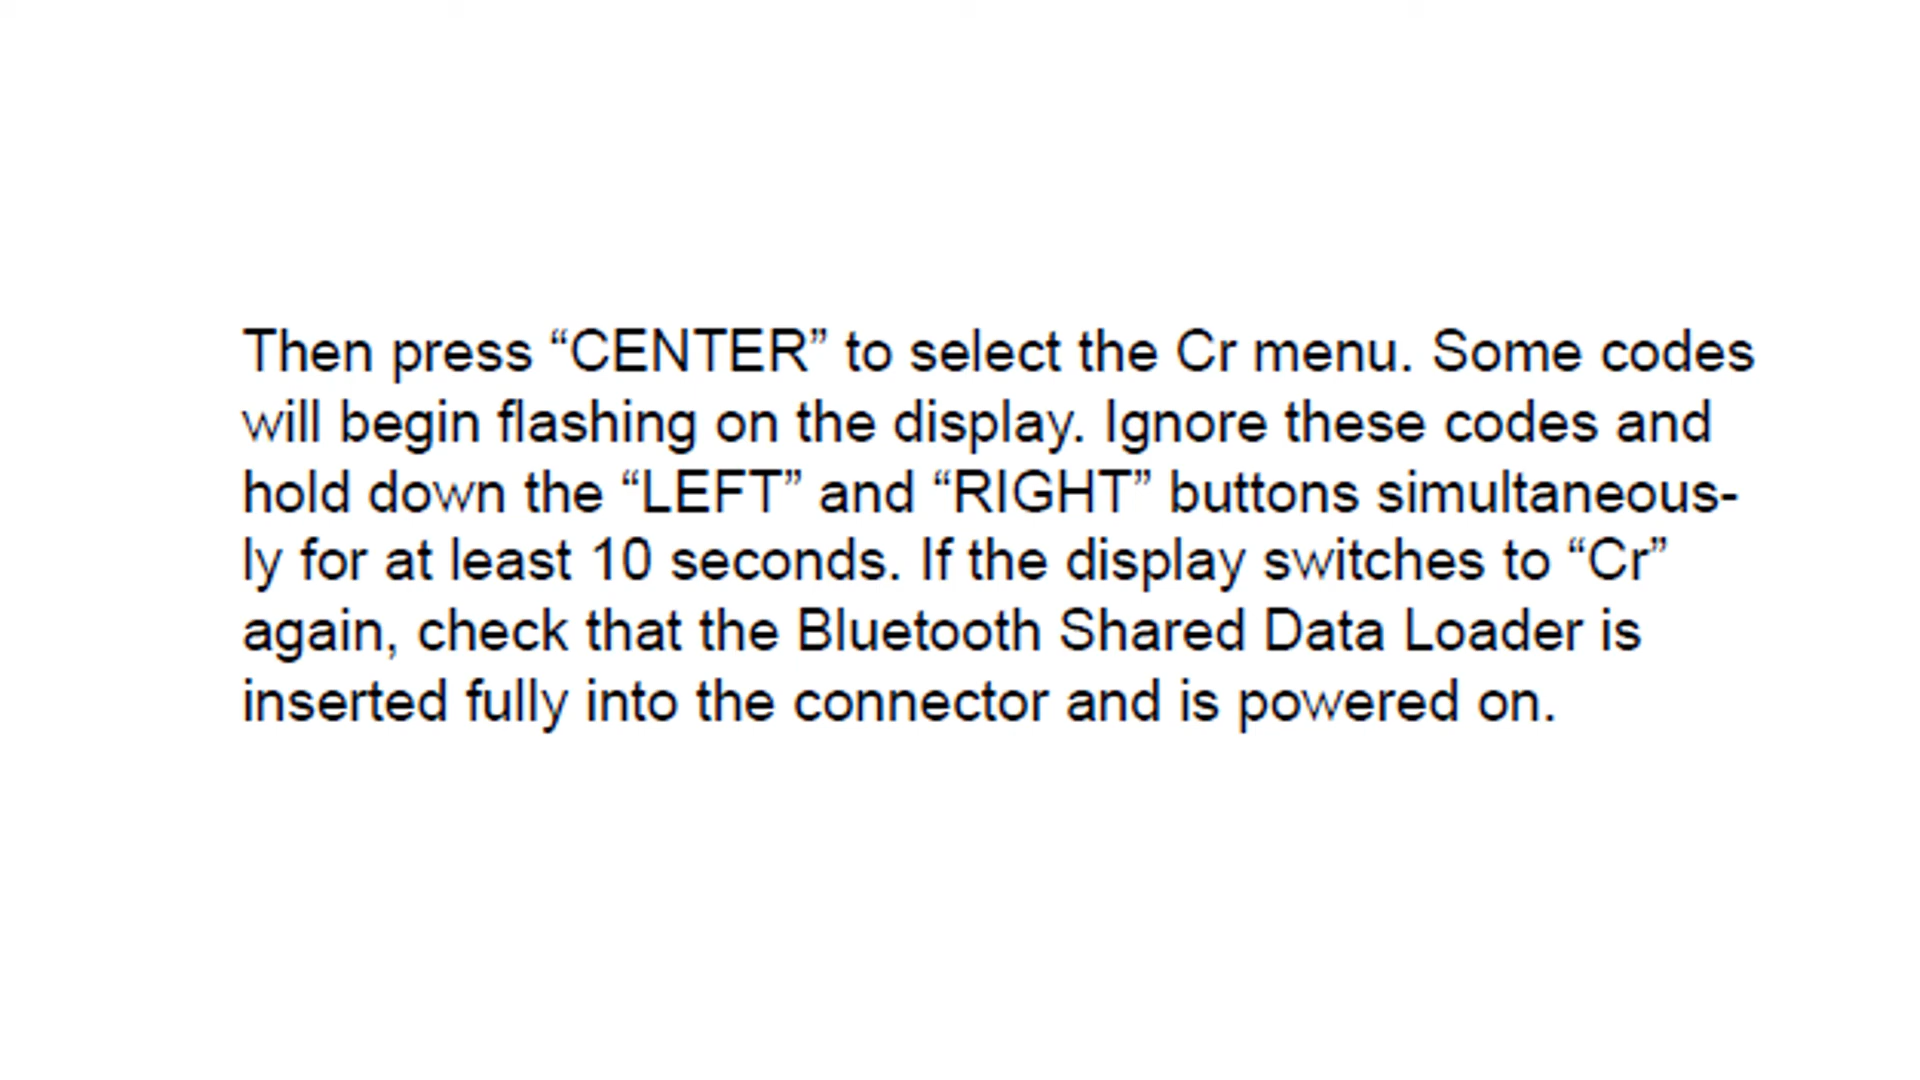 Then press “CENTER” to select the Cr menu. Some codes
will begin flashing on the display. Ignore these codes and
hold down the “LEFT” and “RIGHT” buttons simultaneous-
ly for at least 10 seconds. If the display switches to “Cr”
again, check that the Bluetooth Shared Data Loader is
inserted fully into the connector and is powered on.